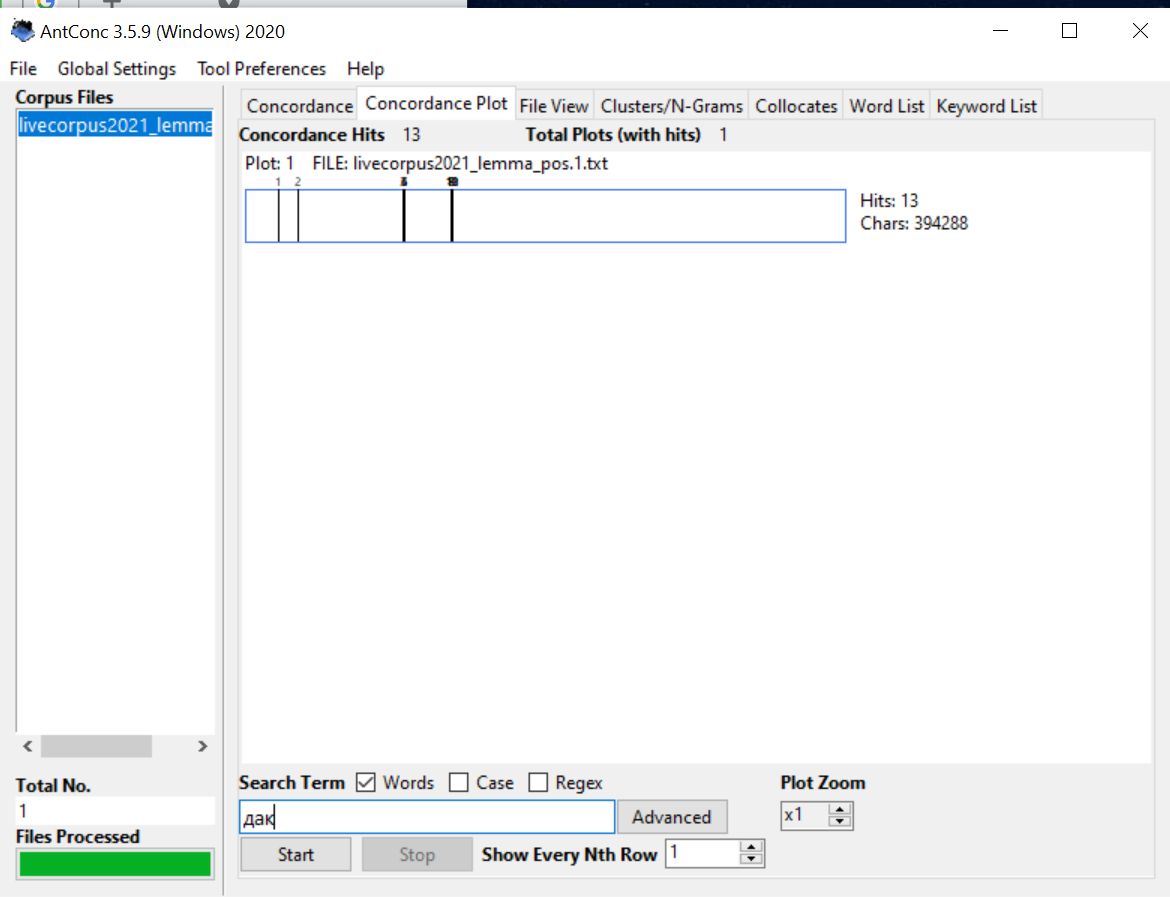 AntConc 3.5.9 (Windows) 2020
File Global Settings Tool Preferences Help
Corpus Files
livecorpus2021_lemma
Concordance Concordance Plot File View Clusters/N-Grams Collocates Word List Keyword List
Concordance Hits 13 Total Plots (with hits) 1
Plot: 1 FILE: livecorpus2021_lemma_pos.1.txt
1 2
Hits: 13
Chars: 394288
Total No.
1
Files Processed
Search Term Words Case Regex
дак
Advanced
Start Stop Show Every Nth Row 1
Plot Zoom
x1